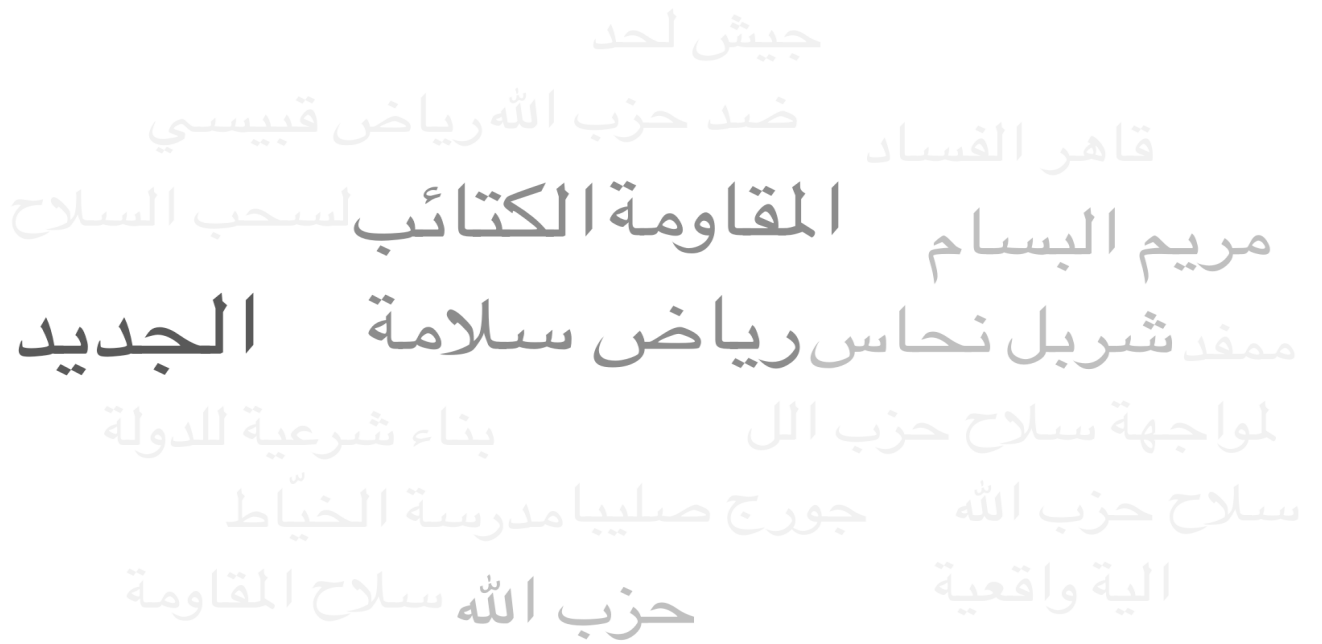 جيش لحد
ضد حزب الله رياض قبيسي
قاهر الفساد
المقاومة الكتائب لسحب السلاح
مريم البسام
ممفد شربل نحاس رياض سلامة الجديد
لمواجهة سلاح حزب الل بناء شرعية للدولة
سلاح حزب الله جورج صليبا مدرسة الخيّاط
الية واقعية
حزب الله سلاح المقاومة